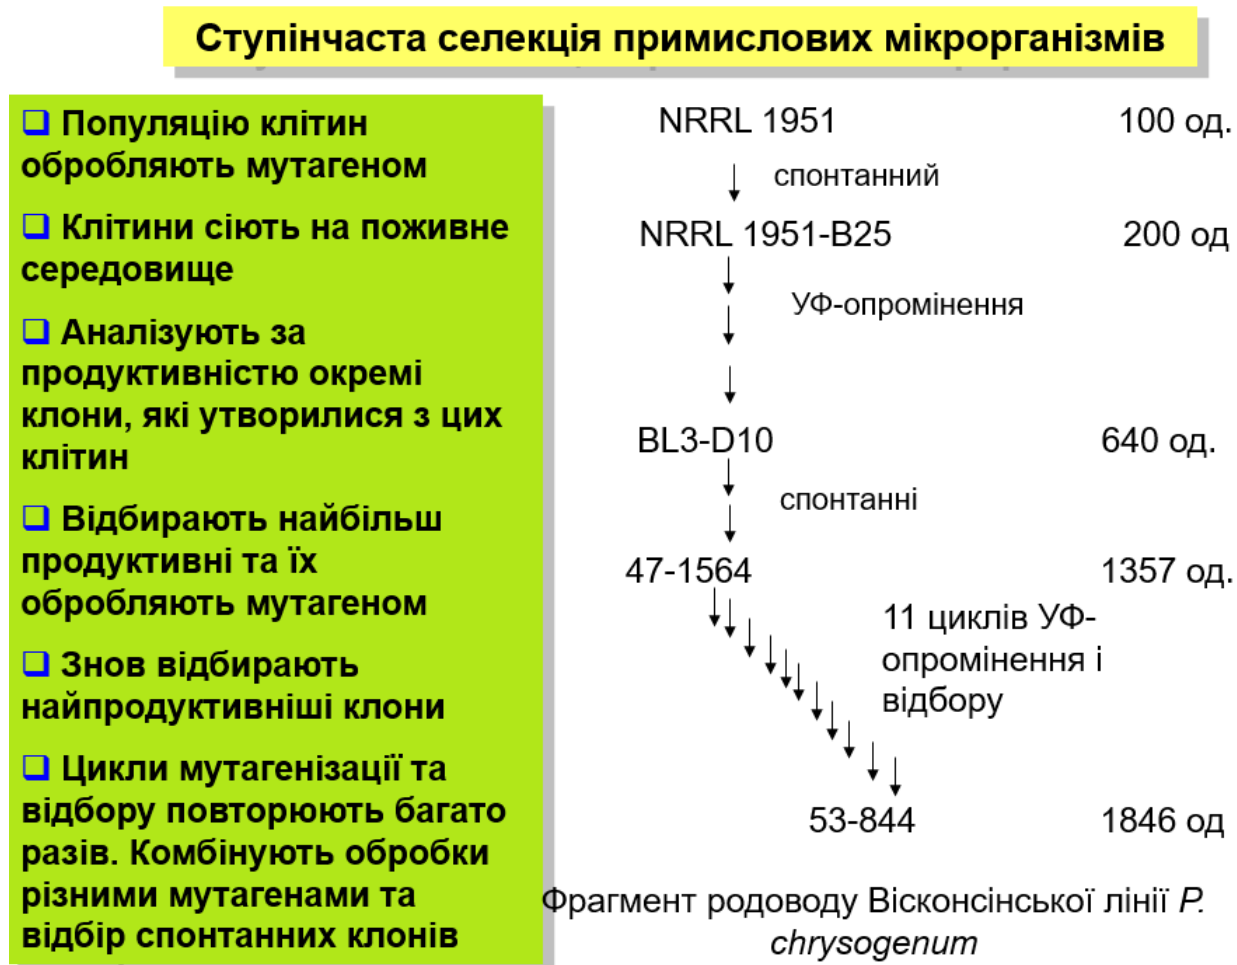 Ступінчаста селекція примислових мікрорганізмів
Популяцію клітин
обробляють мутагеном
Клітини сіють на поживне
середовище
Аналізують за
продуктивністю окремі
клони, які утворилися з цих
клітин
Відбирають найбільш
продуктивні та їх
обробляють мутагеном
Знов відбирають
найпродуктивніші клони
Цикли мутагенізації та
відбору повторюють багато
разів. Комбінують обробки
різними мутагенами та
відбір спонтанних клонів
NRRL 1951 100 од.
спонтанний
NRRL 1951-B25 200 од
УФ-опромінення
BL3-D10 640 од.
спонтанні
47-1564 1357 од.
11 циклів УФ-
опромінення і
відбору
53-844 1846 од
Фрагмент родоводу Вісконсінської лінії P.
chrysogenum